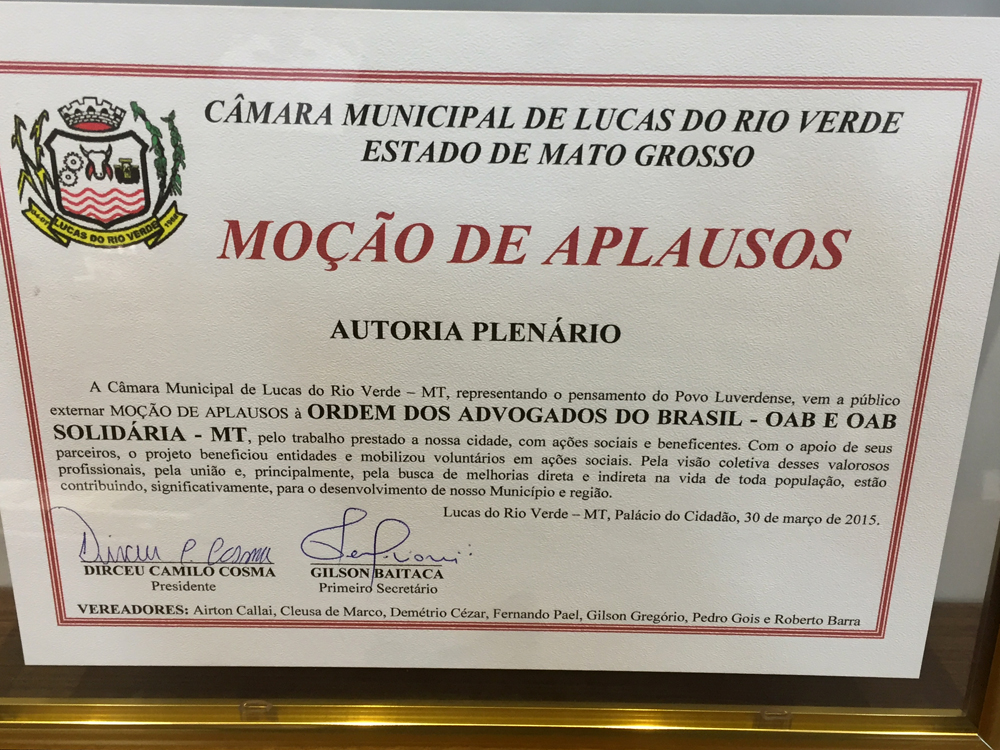 CÂMARA MUNICIPAL DE LUCAS DO RIO VERDE
ESTADO DE MATO GROSSO
MOÇÃO DE APLAUSOS
LUCAS DO RIO VERDE
AUTORIA PLENÁRIO
A Câmara Municipal de Lucas do Rio Verde – MT, representando o pensamento do Povo Luverdense, vem a público
externar MOÇÃO DE APLAUSOS à ORDEM DOS ADVOGADOS DO BRASIL - OAB E OAB
SOLIDÁRIA - MT, pelo trabalho prestado a nossa cidade, com ações sociais e beneficentes. Com o apoio de seus
parceiros, o projeto beneficiou entidades e mobilizou voluntários em ações sociais. Pela visão coletiva desses valorosos
profissionais, pela união e, principalmente, pela busca de melhorias direta e indireta na vida de toda população, estão
contribuindo, significativamente, para o desenvolvimento de nosso Município e região.
Lucas do Rio Verde – MT, Palácio do Cidadão, 30 de março de 2015.
Dirceu C. Cosma
DIRCEU CAMILO COSMA
Presidente
GILSON BAITACA
Primeiro Secretário
VEREADORES: Airton Callai, Cleusa de Marco, Demétrio Cézar, Fernando Pael, Gilson Gregório, Pedro Gois e Roberto Barra